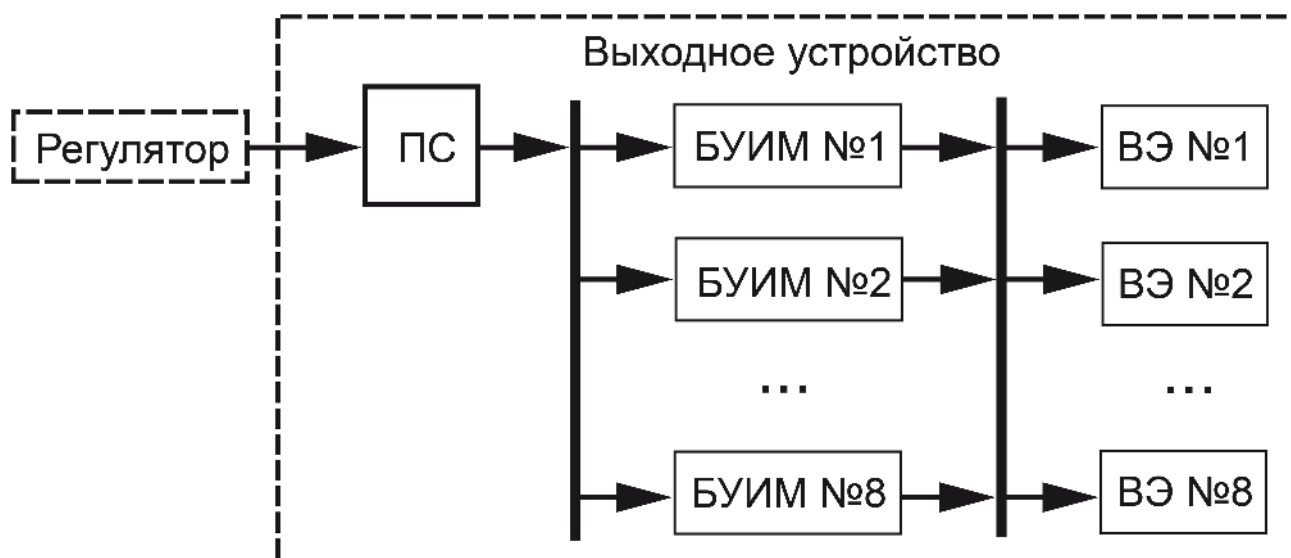 Выходное устройство
Регулятор ПС БУИМ №1 ВЭ №1
БУИМ №2 ВЭ №2
... ...
БУИМ №8 ВЭ №8